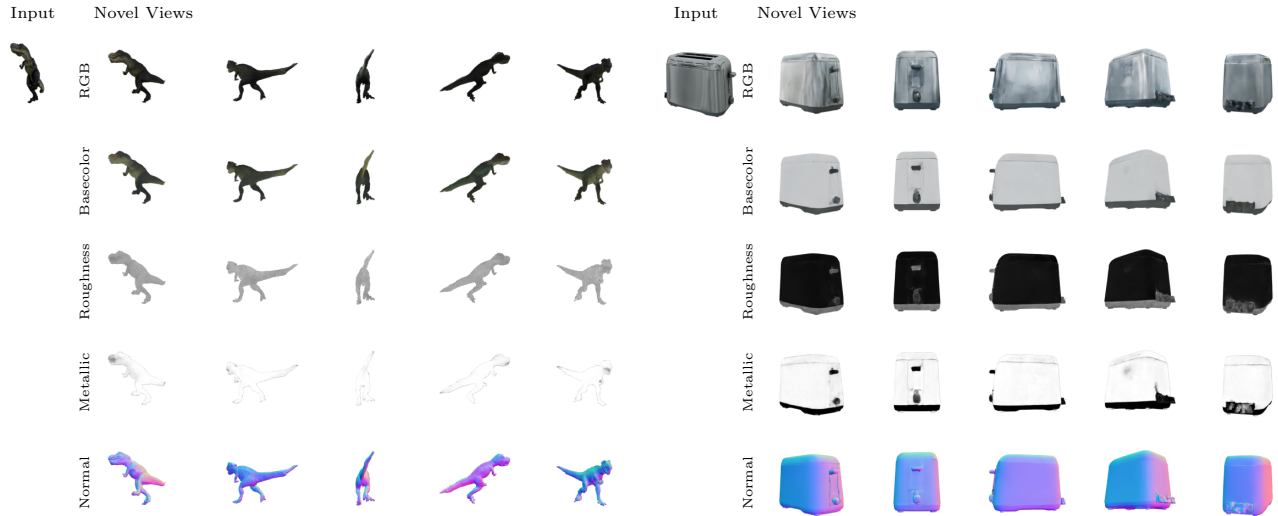 Input Novel Views
RGB
Basecolor
Roughness
Metallic
Normal
Input Novel Views
RGB
Basecolor
Roughness
Metallic
Normal